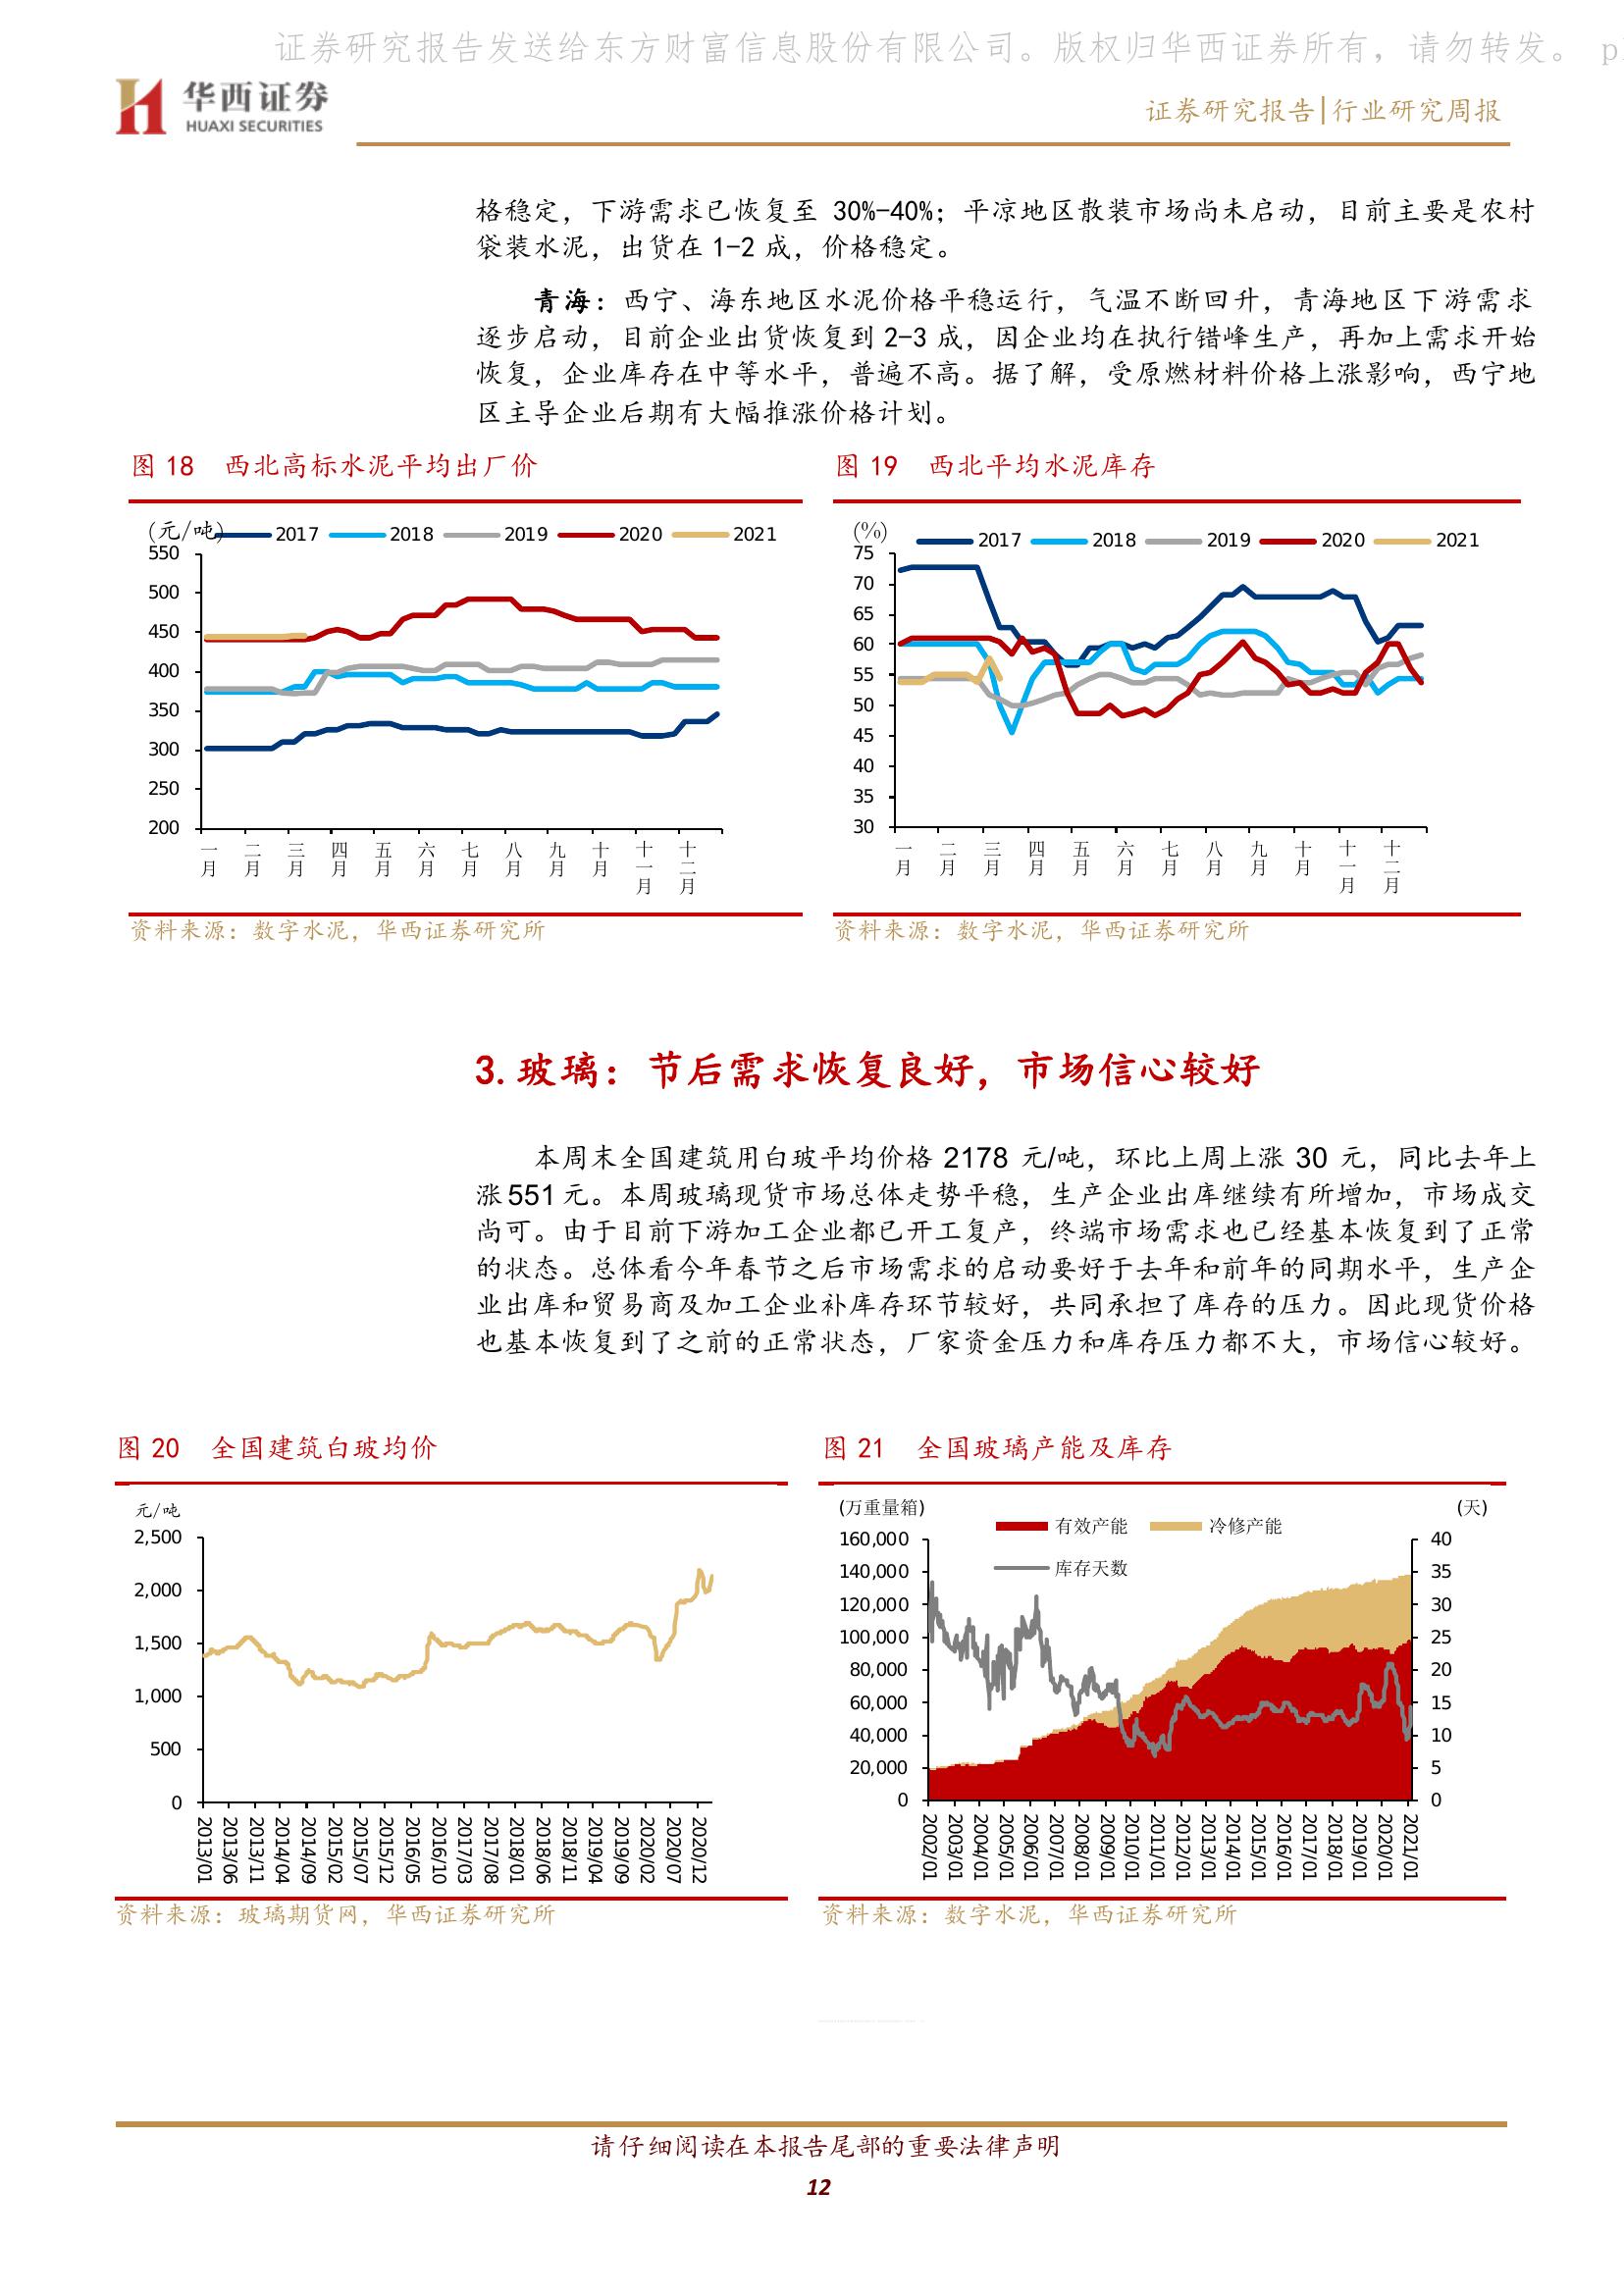 证券研究报告发送给东方财富信息股份有限公司。版权归华西证券所有，请勿转发。 p
华西证券
HUAXI SECURITIES
证券研究报告|行业研究周报
格稳定，下游需求已恢复至 30%-40%；平凉地区散装市场尚未启动，目前主要是农村
袋装水泥，出货在 1-2 成，价格稳定。
青海：西宁、海东地区水泥价格平稳运行，气温不断回升，青海地区下游需求
逐步启动，目前企业出货恢复到 2-3 成，因企业均在执行错峰生产，再加上需求开始
恢复，企业库存在中等水平，普遍不高。据了解，受原燃材料价格上涨影响，西宁地
区主导企业后期有大幅推涨价格计划。
图 18 西北高标水泥平均出厂价
(元/吨)
2017 2018 2019 2020 2021
550
500
450
400
350
300
250
200
一月 二月 三月 四月 五月 六月 七月 八月 九月 十月 十一月 十二月
资料来源：数字水泥，华西证券研究所
图 19 西北平均水泥库存
(%)
2017 2018 2019 2020 2021
75
70
65
60
55
50
45
40
35
30
一月 二月 三月 四月 五月 六月 七月 八月 九月 十月 十一月 十二月
资料来源：数字水泥，华西证券研究所
3. 玻璃：节后需求恢复良好，市场信心较好
本周末全国建筑用白玻平均价格 2178 元/吨，环比上周上涨 30 元，同比去年上
涨 551 元。本周玻璃现货市场总体走势平稳，生产企业出库继续有所增加，市场成交
尚可。由于目前下游加工企业都已开工复产，终端市场需求也已经基本恢复到了正常
的状态。总体看今年春节之后市场需求的启动要好于去年和前年的同期水平，生产企
业出库和贸易商及加工企业补库存环节较好，共同承担了库存的压力。因此现货价格
也基本恢复到了之前的正常状态，厂家资金压力和库存压力都不大，市场信心较好。
图 20 全国建筑白玻均价
元/吨
2,500
2,000
1,500
1,000
500
0
2013/01 2013/06 2013/11 2014/04 2014/09 2015/02 2015/07 2015/12 2016/05 2016/10 2017/03 2017/08 2018/01 2018/06 2018/11 2019/04 2019/09 2020/02 2020/07 2020/12
资料来源：玻璃期货网，华西证券研究所
图 21 全国玻璃产能及库存
(万重量箱)
(天)
有效产能 冷修产能
库存天数
160,000
140,000
120,000
100,000
80,000
60,000
40,000
20,000
0
40
35
30
25
20
15
10
5
0
2002/01 2003/01 2004/01 2005/01 2006/01 2007/01 2008/01 2009/01 2010/01 2011/01 2012/01 2013/01 2014/01 2015/01 2016/01 2017/01 2018/01 2019/01 2020/01 2021/01
资料来源：数字水泥，华西证券研究所
请仔细阅读在本报告尾部的重要法律声明
12